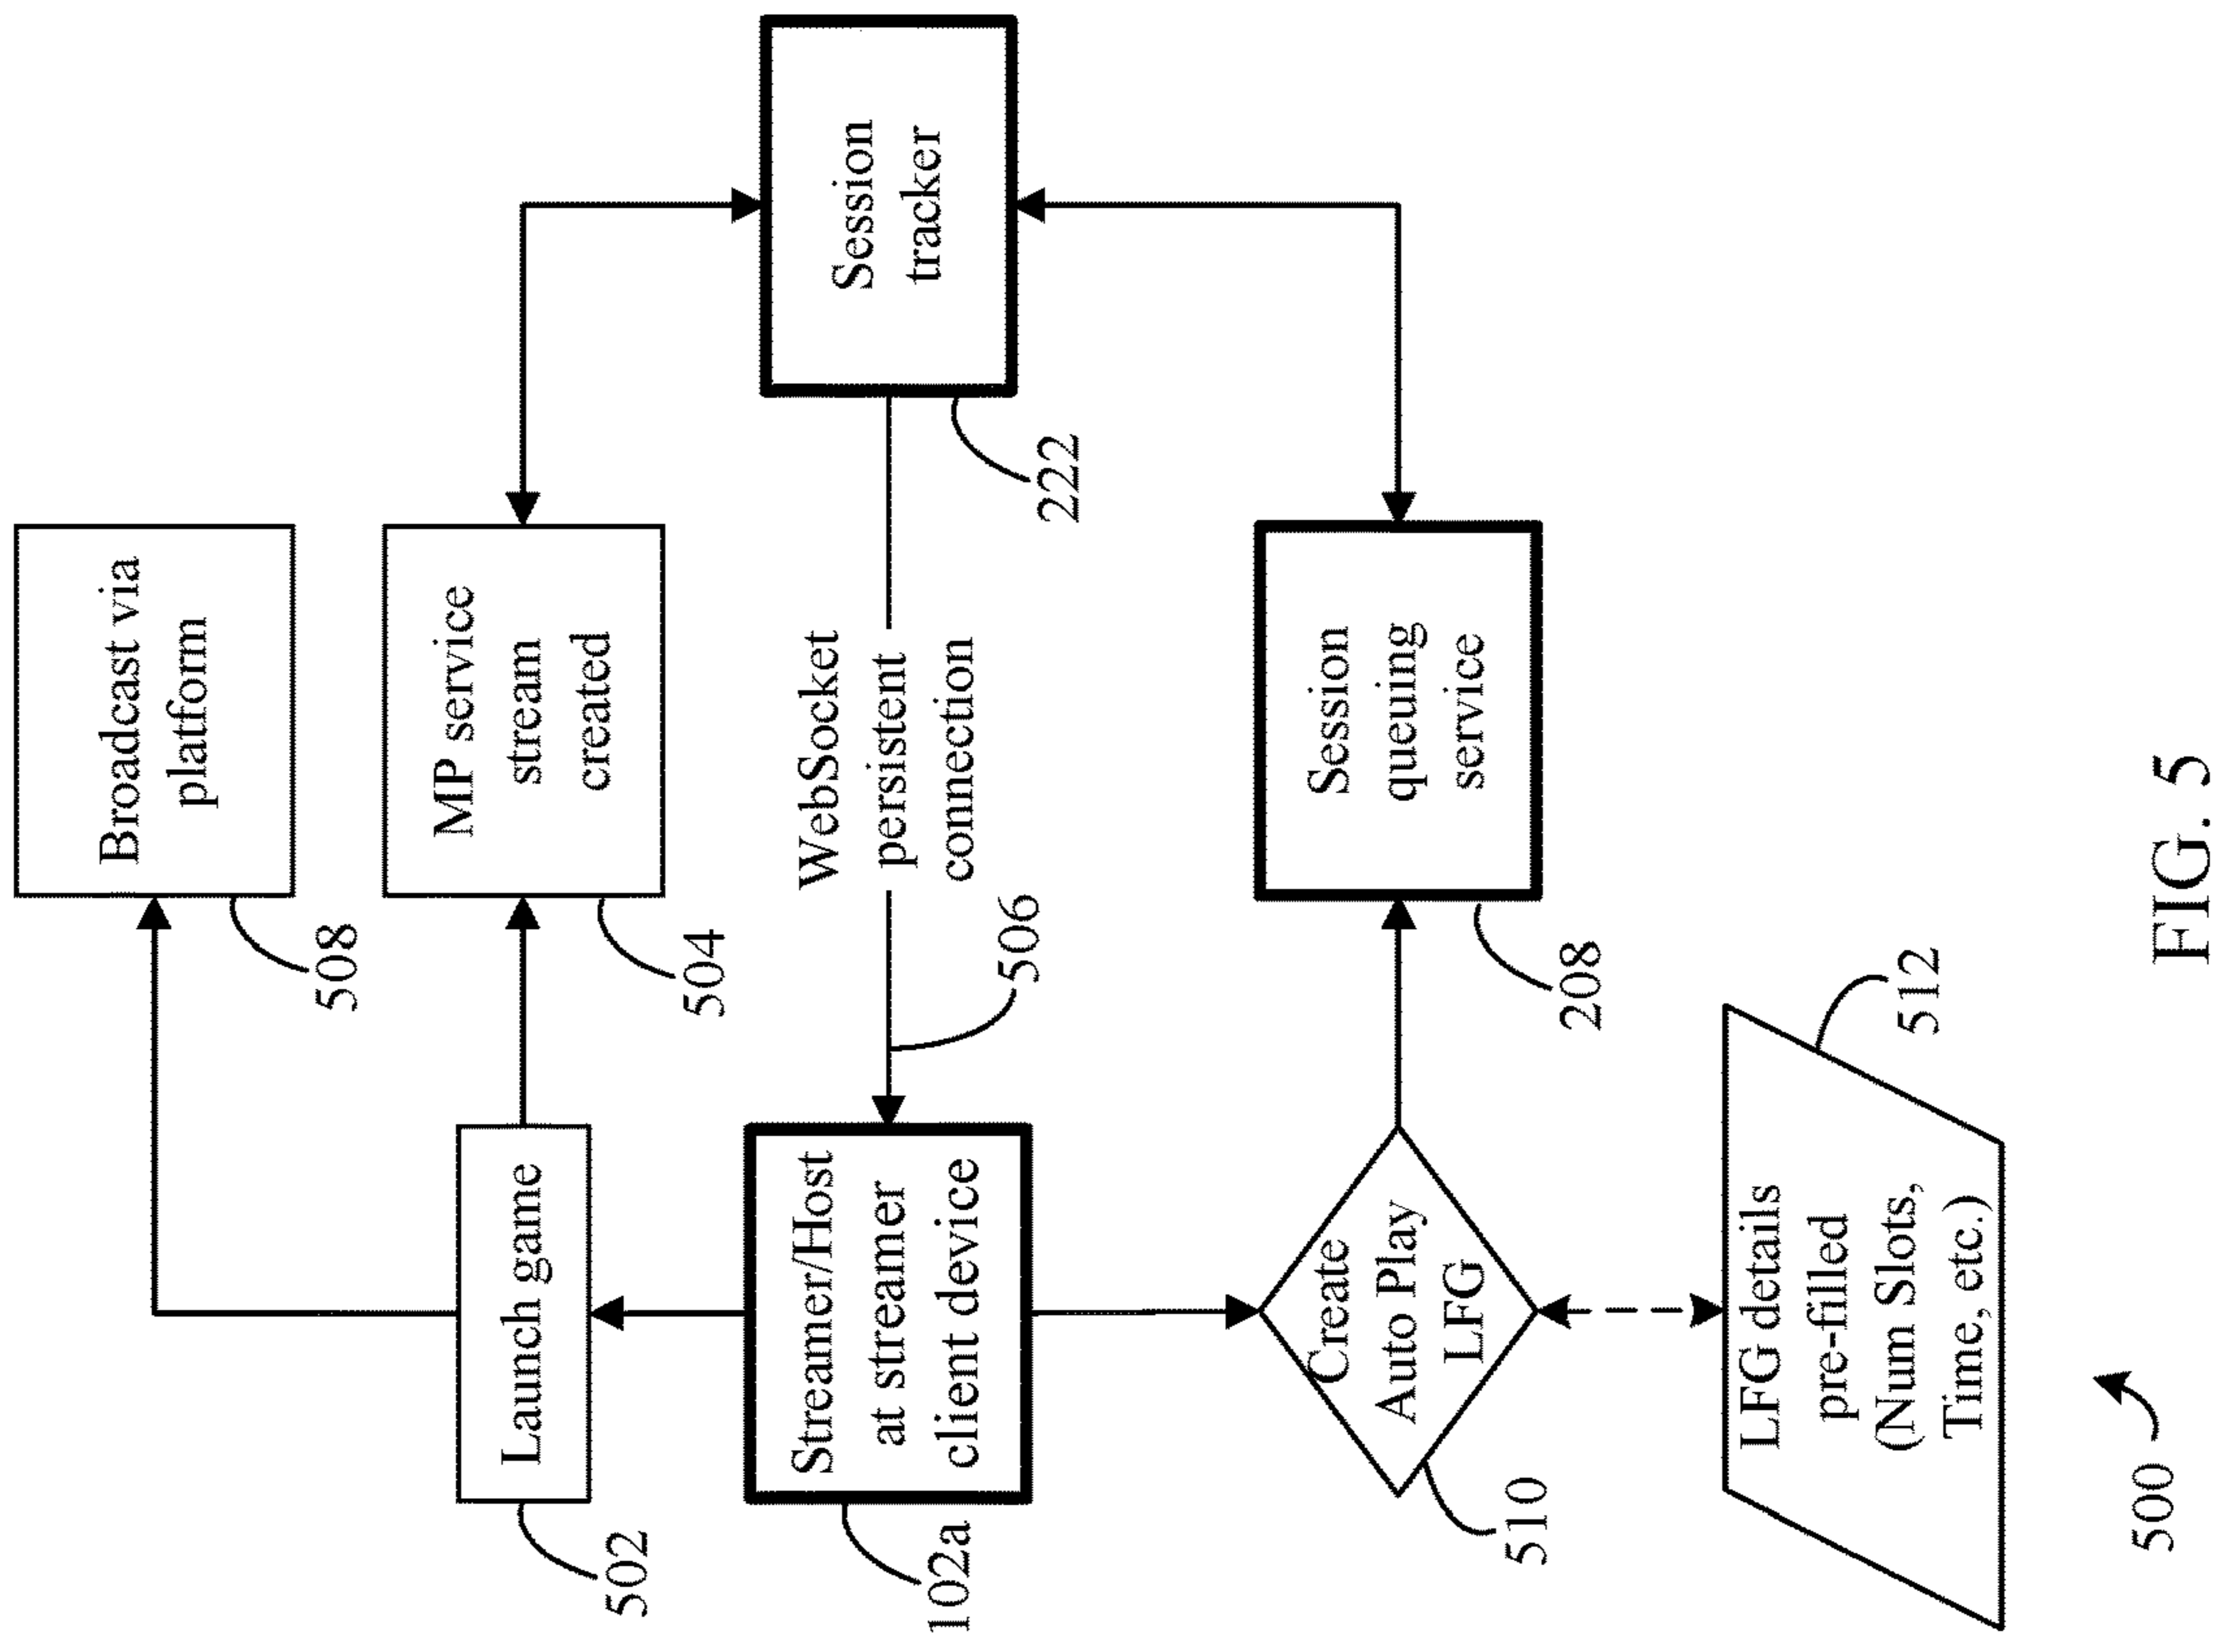 Broadcast via
platform
508
MP service
stream
created
504
Launch game
502
WebSocket
persistent
connection
506
Session
tracker
222
Streamer/Host
at streamer
client device
102a
Create
Auto Play
LFG
510
Session
queuing
service
208
LFG details
pre-filled
(Num Slots,
Time, etc.)
512
500
FIG. 5